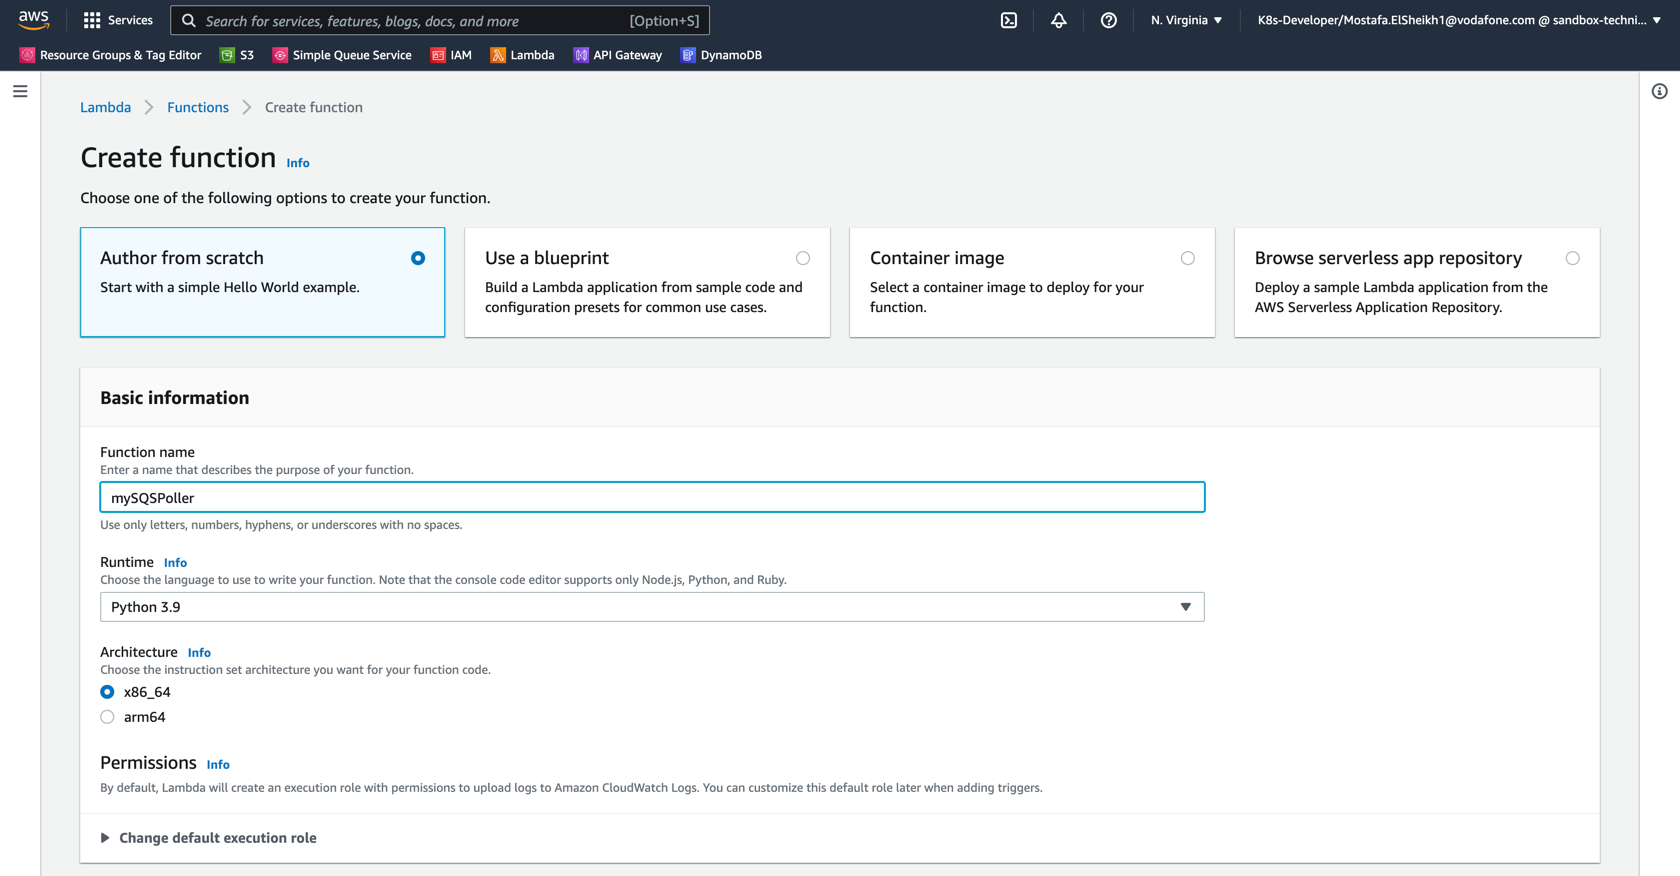 aws
Services
Search for services, features, blogs, docs, and more
[Option+S]
N. Virginia
K8s-Developer/Mostafa.ElSheikh1@vodafone.com @ sandbox-techni...
Resource Groups & Tag Editor
S3
Simple Queue Service
IAM
Lambda
API Gateway
DynamoDB
Lambda
Functions
Create function
Create function
Info
Choose one of the following options to create your function.
Author from scratch
Start with a simple Hello World example.
Use a blueprint
Build a Lambda application from sample code and
configuration presets for common use cases.
Container image
Select a container image to deploy for your
function.
Browse serverless app repository
Deploy a sample Lambda application from the
AWS Serverless Application Repository.
Basic information
Function name
Enter a name that describes the purpose of your function.
mySQSPoller
Use only letters, numbers, hyphens, or underscores with no spaces.
Runtime
Info
Choose the language to use to write your function. Note that the console code editor supports only Node.js, Python, and Ruby.
Python 3.9
Architecture
Info
Choose the instruction set architecture you want for your function code.
x86_64
arm64
Permissions
Info
By default, Lambda will create an execution role with permissions to upload logs to Amazon CloudWatch Logs. You can customize this default role later when adding triggers.
Change default execution role